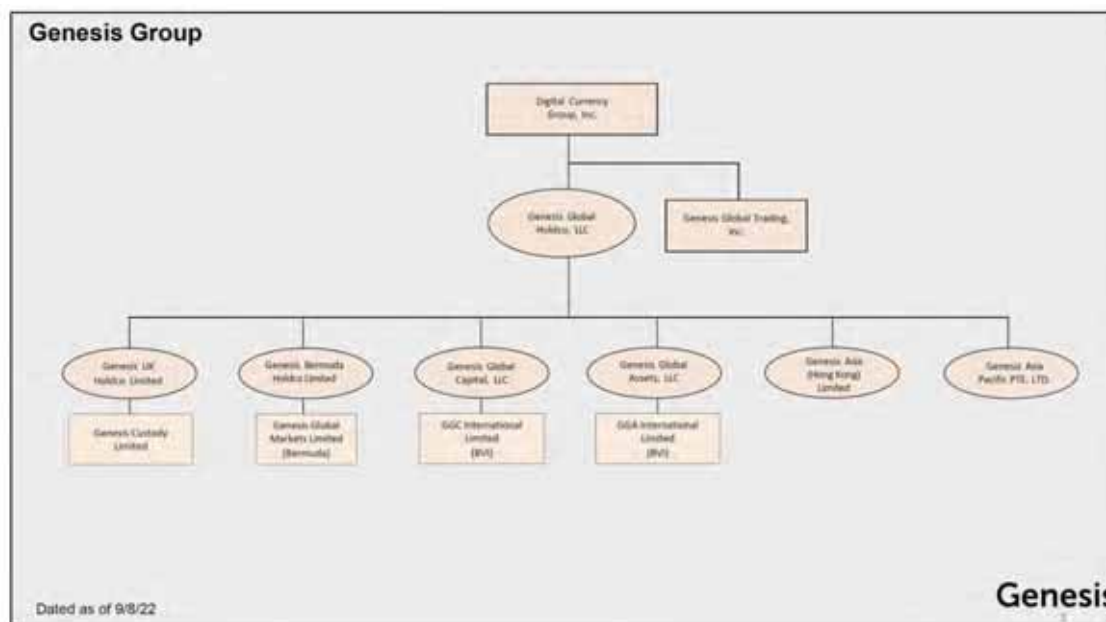 Genesis Group
Digital Currency
Group, Inc.
Genesis Global
Holdco, LLC
Genesis Global Trading,
Inc.
Genesis UK
Holdco Limited
Genesis Bermuda
Holdco Limited
Genesis Global
Capital, LLC
Genesis Global
Assets, LLC
Genesis Asia
(Hong Kong)
Limited
Genesis Asia
Pacific PTE. LTD.
Genesis Custody
Limited
Genesis Global
Markets Limited
(Bermuda)
GGC International
Limited
(BVI)
GGA International
Limited
(BVI)
Dated as of 9/8/22
Genesis